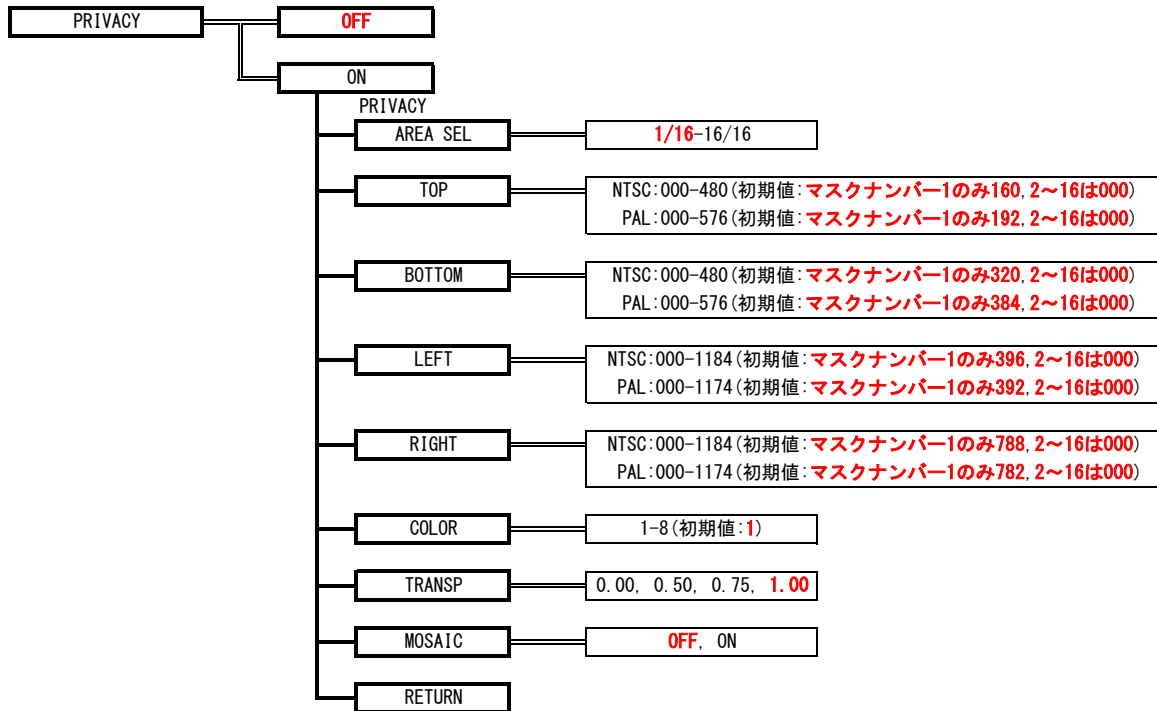 PRIVACY OFF
ON
PRIVACY
AREA SEL 1/16-16/16
TOP NTSC:000-480(初期値:マスクナンバー1のみ160,2～16は000)
PAL:000-576(初期値:マスクナンバー1のみ192,2～16は000)
BOTTOM NTSC:000-480(初期値:マスクナンバー1のみ320,2～16は000)
PAL:000-576(初期値:マスクナンバー1のみ384,2～16は000)
LEFT NTSC:000-1184(初期値:マスクナンバー1のみ396,2～16は000)
PAL:000-1174(初期値:マスクナンバー1のみ392,2～16は000)
RIGHT NTSC:000-1184(初期値:マスクナンバー1のみ788,2～16は000)
PAL:000-1174(初期値:マスクナンバー1のみ782,2～16は000)
COLOR 1-8(初期値:1)
TRANSP 0.00, 0.50, 0.75, 1.00
MOSAIC OFF, ON
RETURN